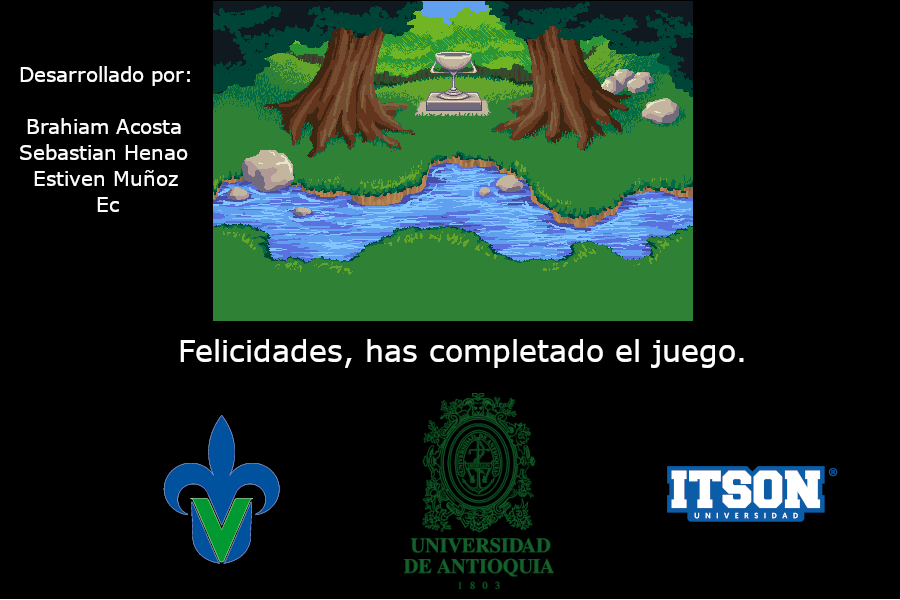 Desarrollado por:
Brahiam Acosta
Sebastian Henao
Estiven Muñoz
Ec
Felicidades, has completado el juego.
UNIVERSIDAD
DE ANTIOQUIA
1803
ITSON
UNIVERSIDAD